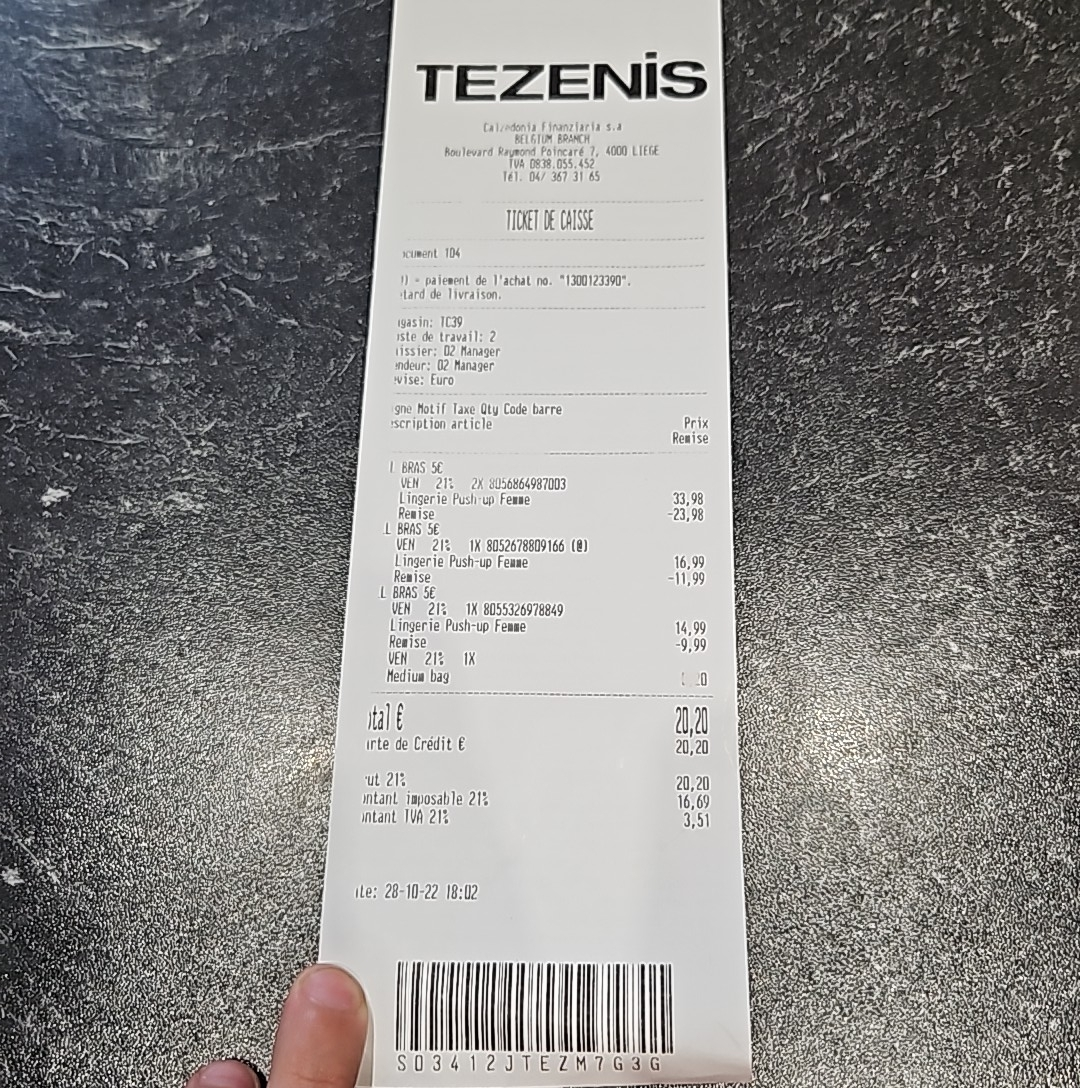 TEZENiS
Calzedonia Finanziaria s.a
BELGIUM BRANCH
Boulevard Raymond Poincaré 7, 4000 LIEGE
TVA 0838.055.452
Tél. 04/ 367 31 65
TICKET DE CAISSE
cument 104
) - paiement de l'achat no. "1300123390".
tard de livraison.
gasin: TC39
ste de travail: 2
issier: 02 Manager
ndeur: 02 Manager
vise: Euro
gne Motif Taxe Qty Code barre
scription article Prix
Remise
L BRAS 5€
VEN 21% 2X 8056864987003
Lingerie Push-up Femme 33,98
Remise -23,98
L BRAS 5€
VEN 21% 1X 8052678809166 (@)
Lingerie Push-up Femme 16,99
Remise -11,99
L BRAS 5€
VEN 21% 1X 8055326978849
Lingerie Push-up Femme 14,99
Remise -9,99
VEN 21% 1X
Medium bag
tal € 20,20
rte de Crédit € 20,20
ut 21% 20,20
ntant imposable 21% 16,69
ntant TVA 21% 3,51
te: 28-10-22 18:02
S03412JTEZM7G3G